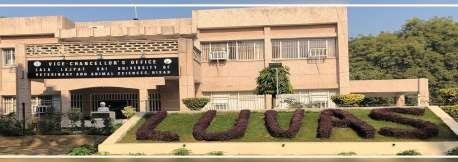 VICE-CHANCELLOR'S OFFICE
LALA LAJPAT RAI UNIVERSITY OF
VETERINARY AND ANIMAL SCIENCES, HISAR
LUVAS